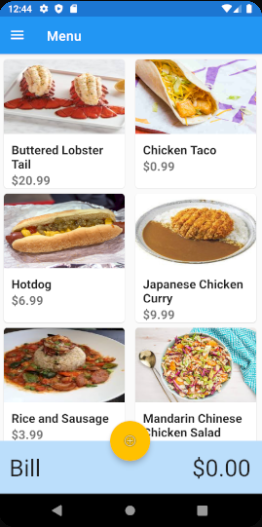 12:44
Menu
Buttered Lobster
Tail
$20.99
Chicken Taco
$0.99
Hotdog
$6.99
Japanese Chicken
Curry
$9.99
Rice and Sausage
$3.99
Mandarin Chinese
Chicken Salad
Bill
$0.00